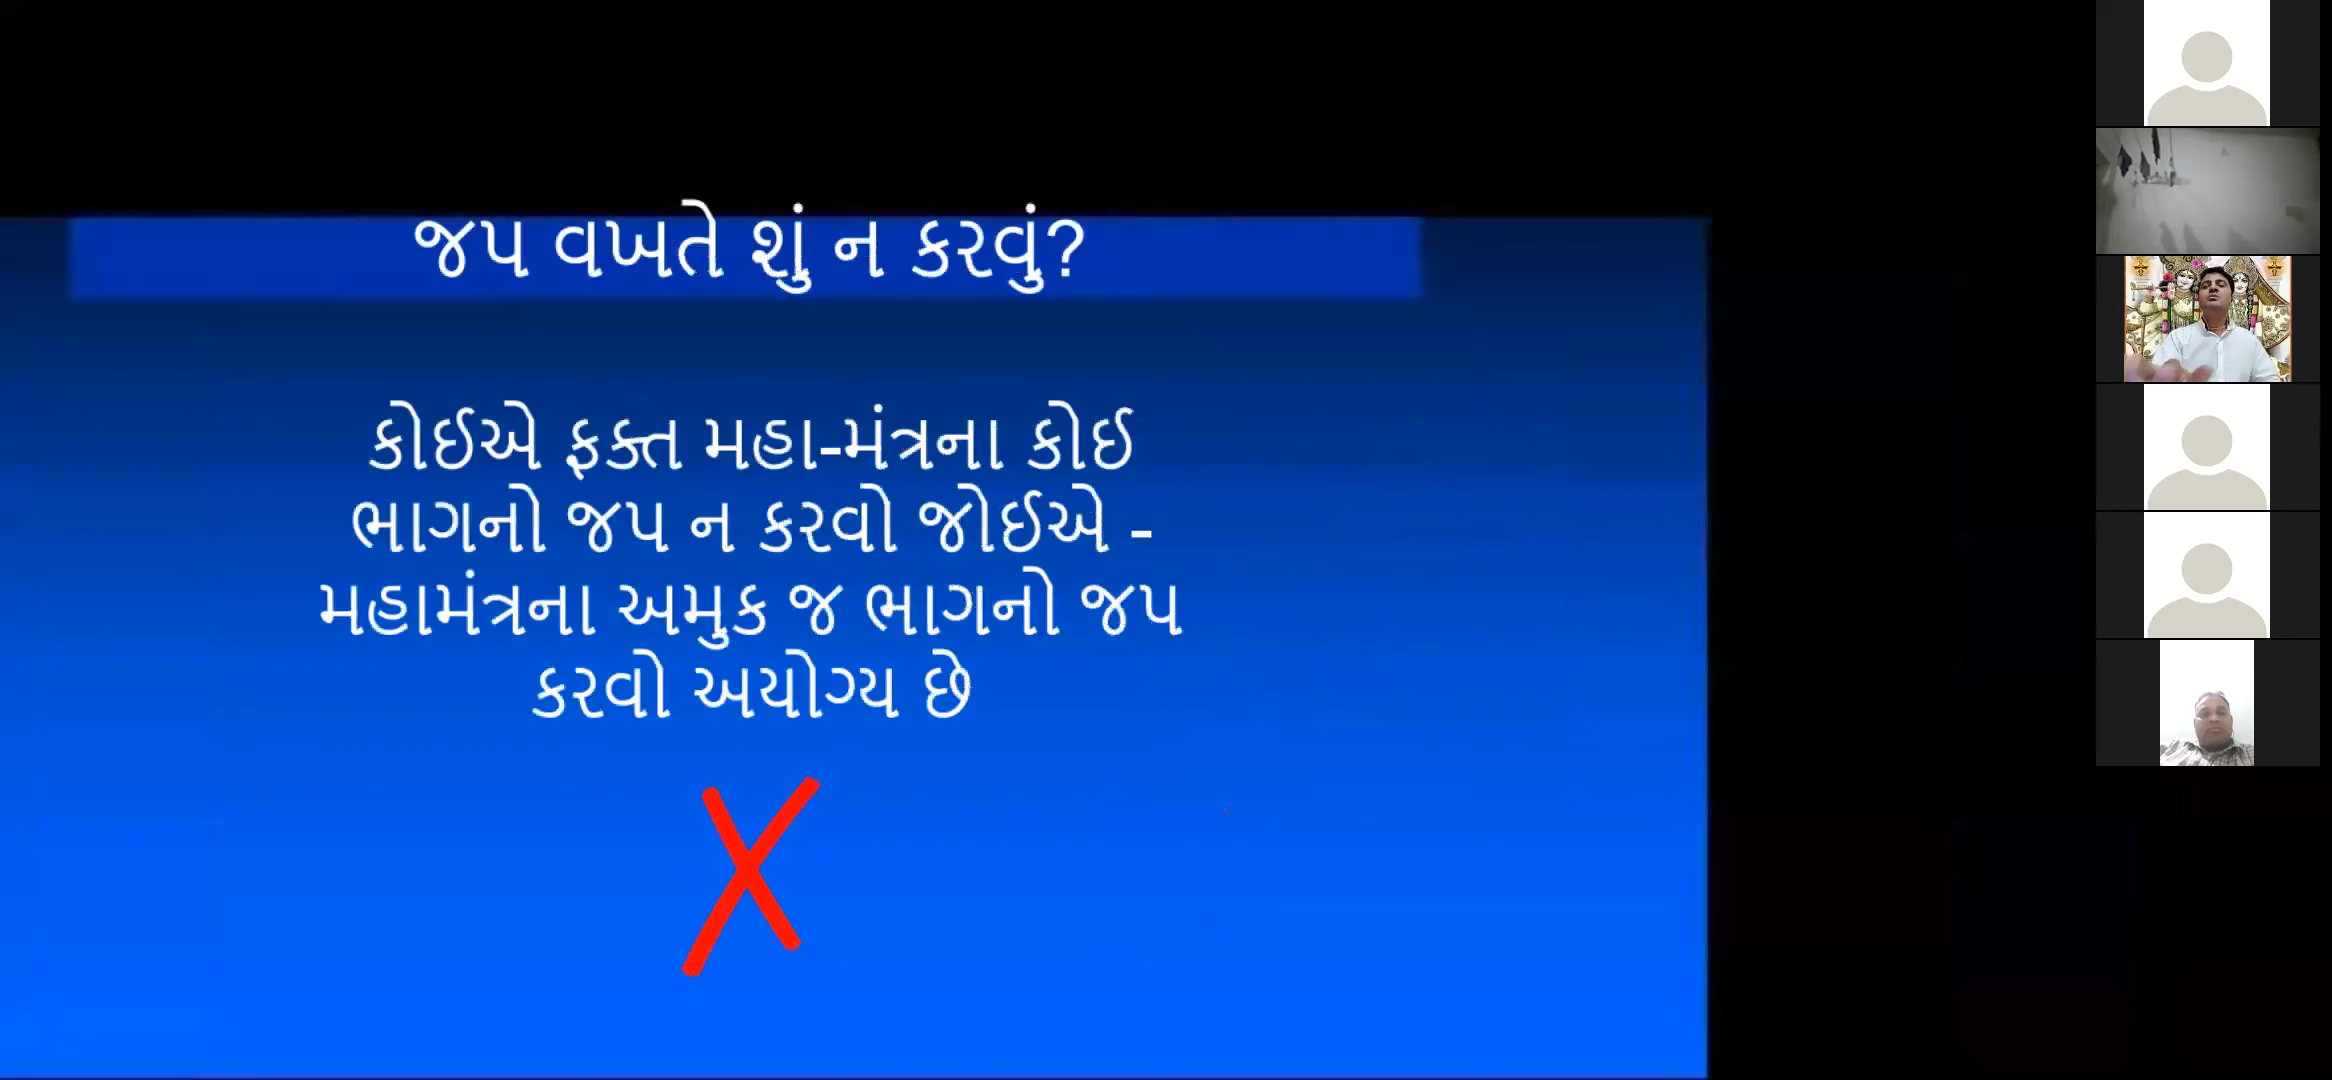 જપ વખતે શું ન કરવું?
કોઈએ ફક્ત મહા-મંત્રના કોઈ
ભાગનો જપ ન કરવો જોઈએ -
મહામંત્રના અમુક જ ભાગનો જપ
કરવો અયોગ્ય છે